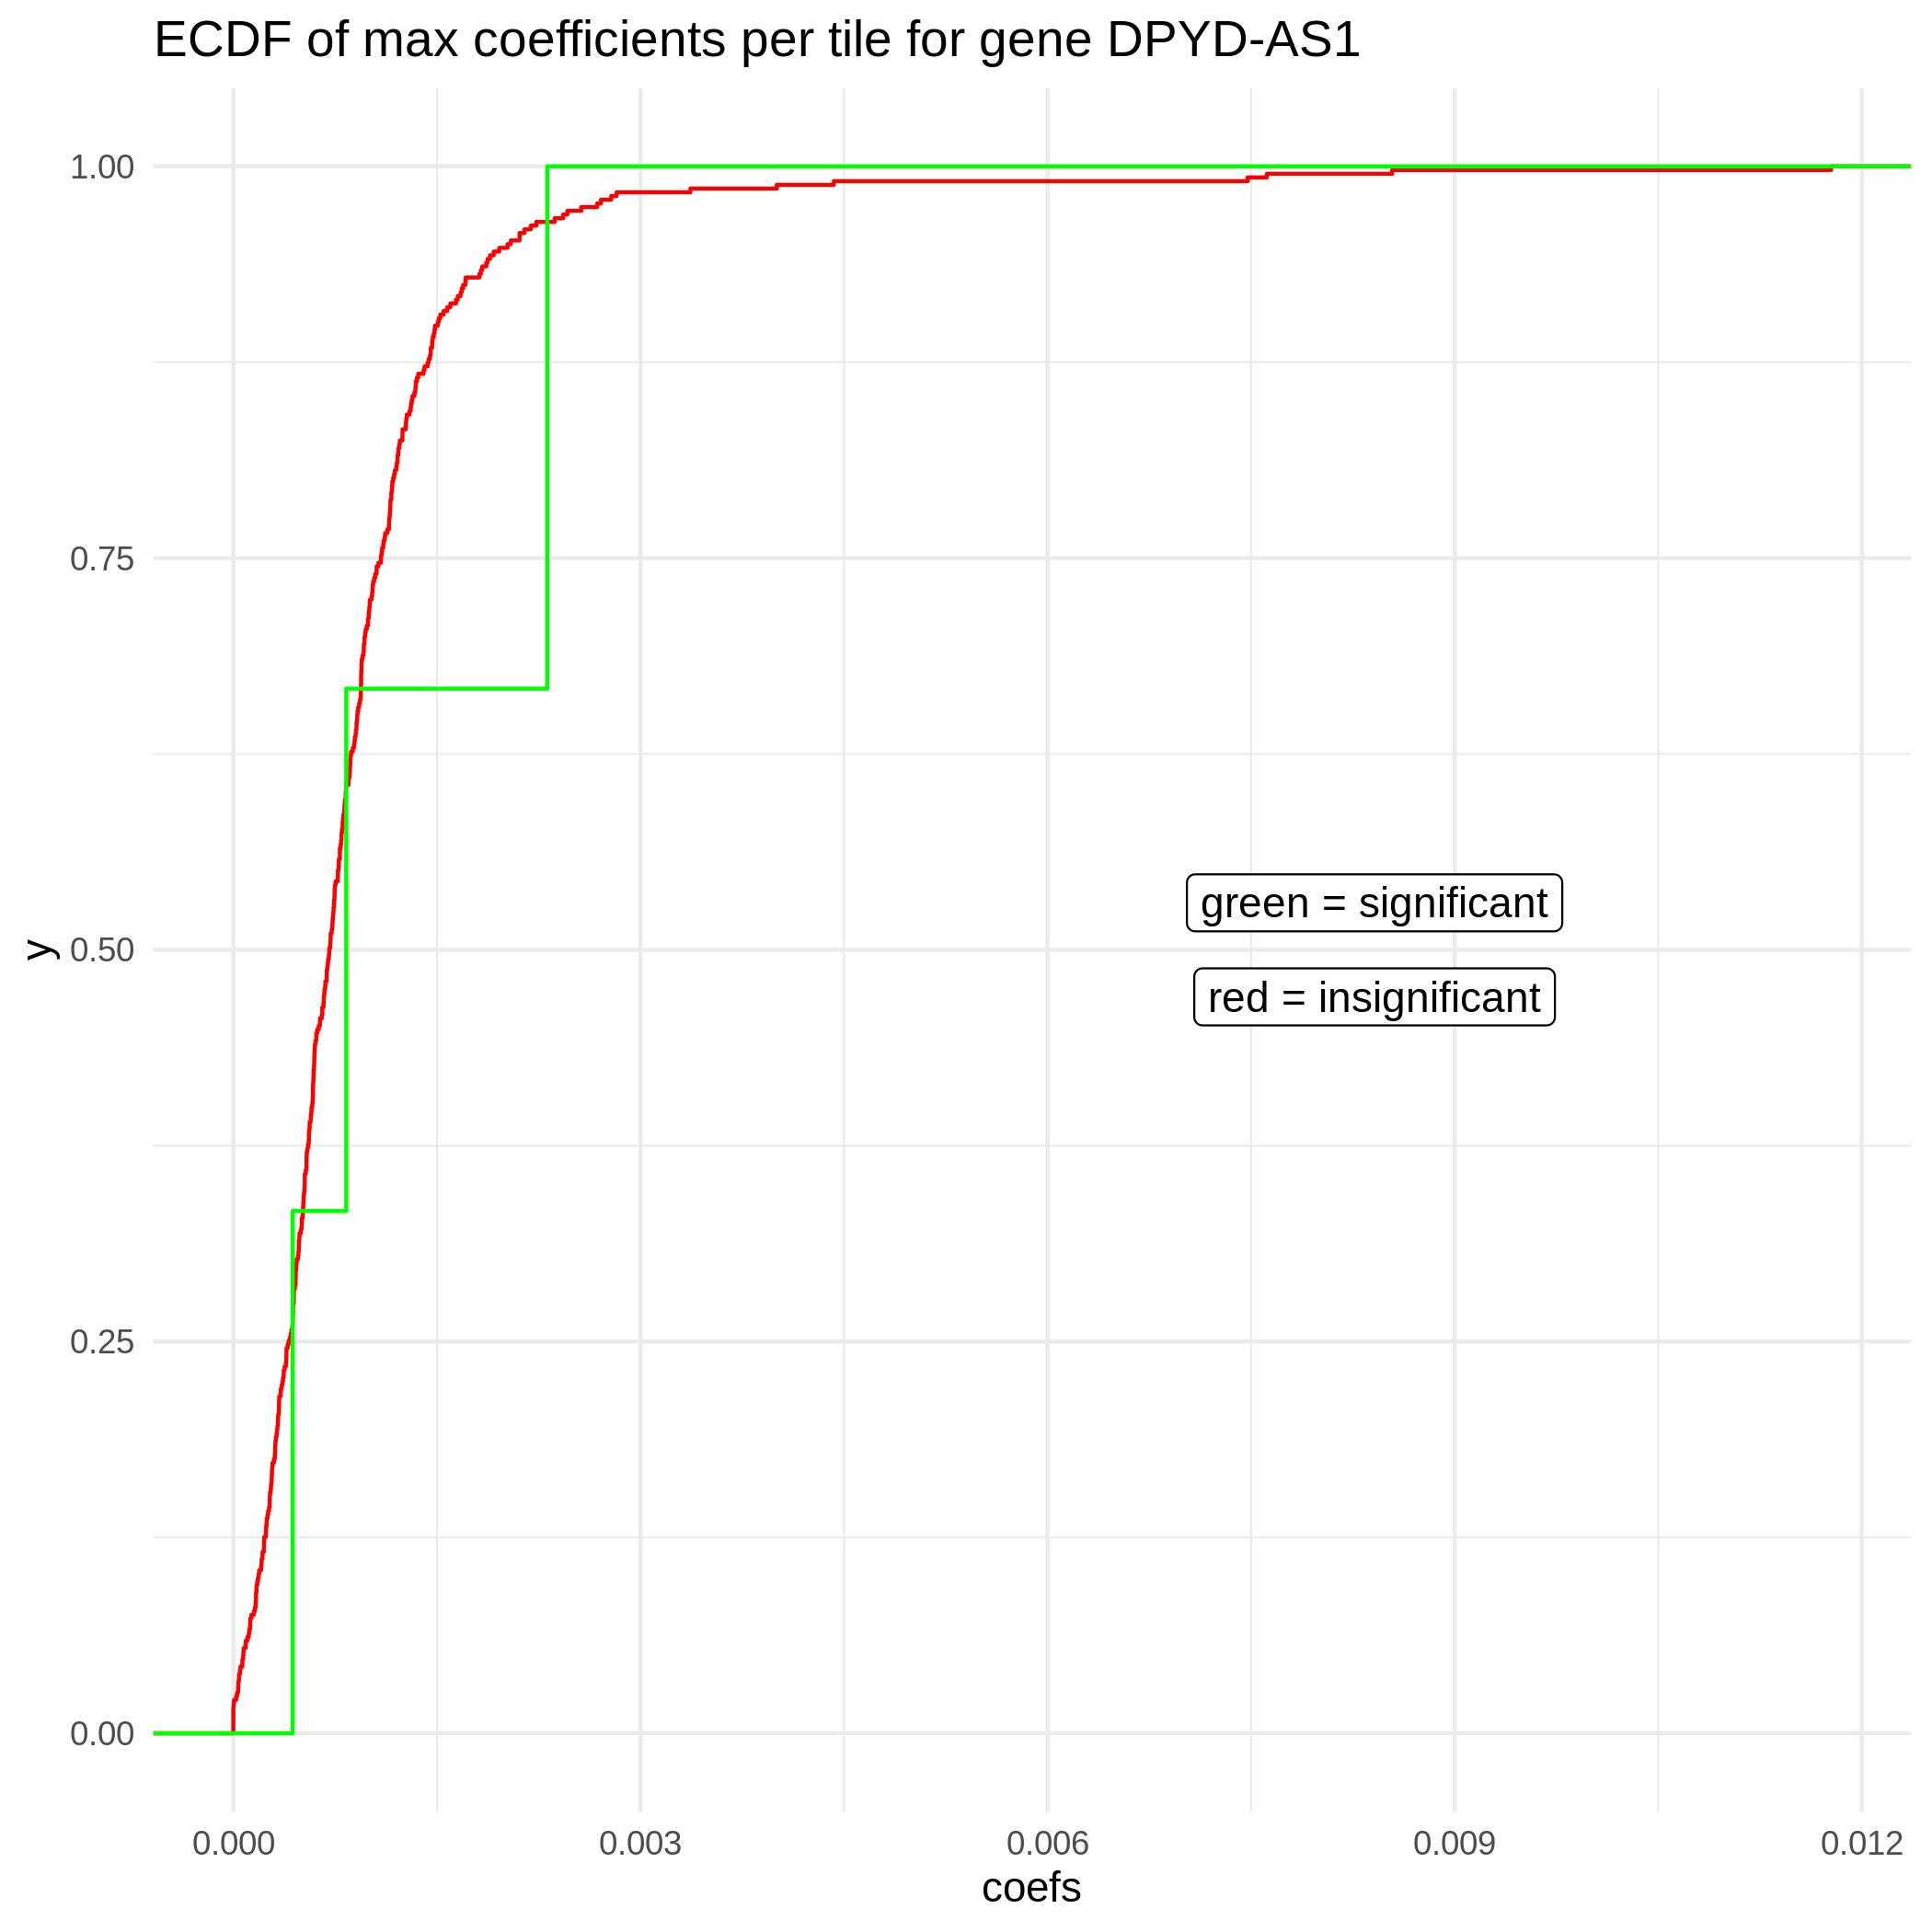 ECDF of max coefficients per tile for gene DPYD-AS1
1.00
0.75
0.50
0.25
0.00
y
green = significant
red = insignificant
0.000 0.003 0.006 0.009 0.012
coefs